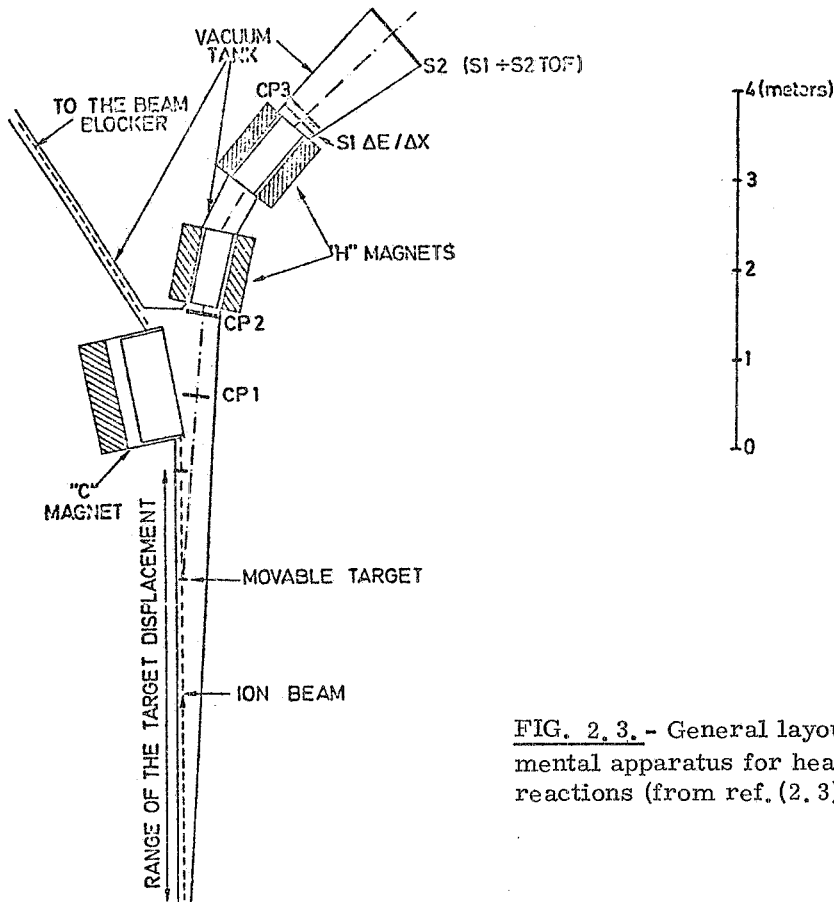 VACUUM
TANK
S2 (S1 ÷S2 TOF)
CP3
TO THE BEAM
BLOCKER
S1 ΔE/ΔX
"H" MAGNETS
CP2
CP1
"C"
MAGNET
MOVABLE TARGET
ION BEAM
RANGE OF THE TARGET DISPLACEMENT
4 (meters)
3
2
1
0
FIG. 2.3. - General layou
mental apparatus for hea
reactions (from ref. (2.3)